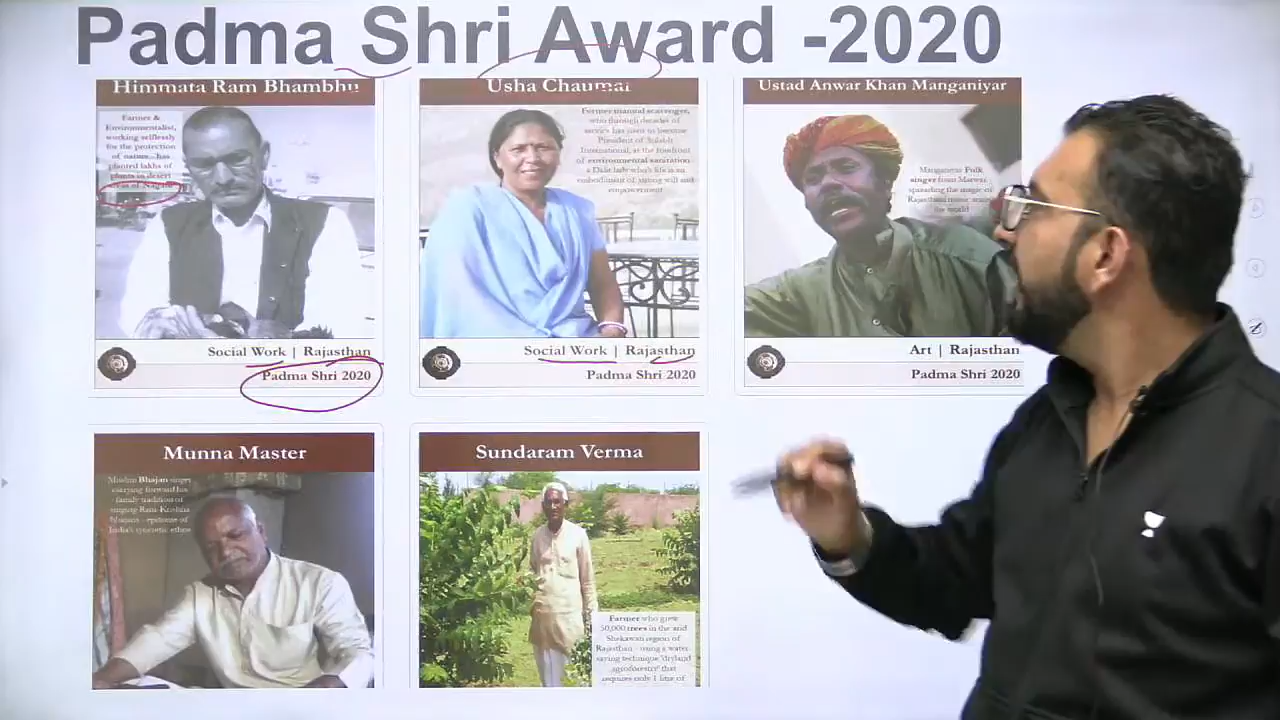 Padma Shri Award -2020
Himmata Ram Bhambhu
Farmer &
Environmentalist,
working selflessly
for the protection
of nature - has
planted lakhs of
plants in desert
areas of
Social Work | Rajasthan
Padma Shri 2020
Usha Chaumar
Former manual scavenger,
who through decades of
service has risen to become
President of Sulabh
International, at the forefront
of environmental sanitation
a Dalit lady who's life is an
embodiment of strong will and
empowerment
Social Work | Rajasthan
Padma Shri 2020
Ustad Anwar Khan Manganiyar
Manganeyar Folk
singer from Marwar
spreading the magic of
Rajasthani music
the world
Art | Rajasthan
Padma Shri 2020
Munna Master
Muslim Bhajan singer
carrying forward his
family tradition of
singing Ram-Krishna
bhajans - epitome of
India's syncretic ethos
Sundaram Verma
Farmer who grew
50,000 trees in the arid
Shekawati region of
Rajasthan - using a water-
saving technique 'dryland
agroforestry' that
requires only 1 litre of